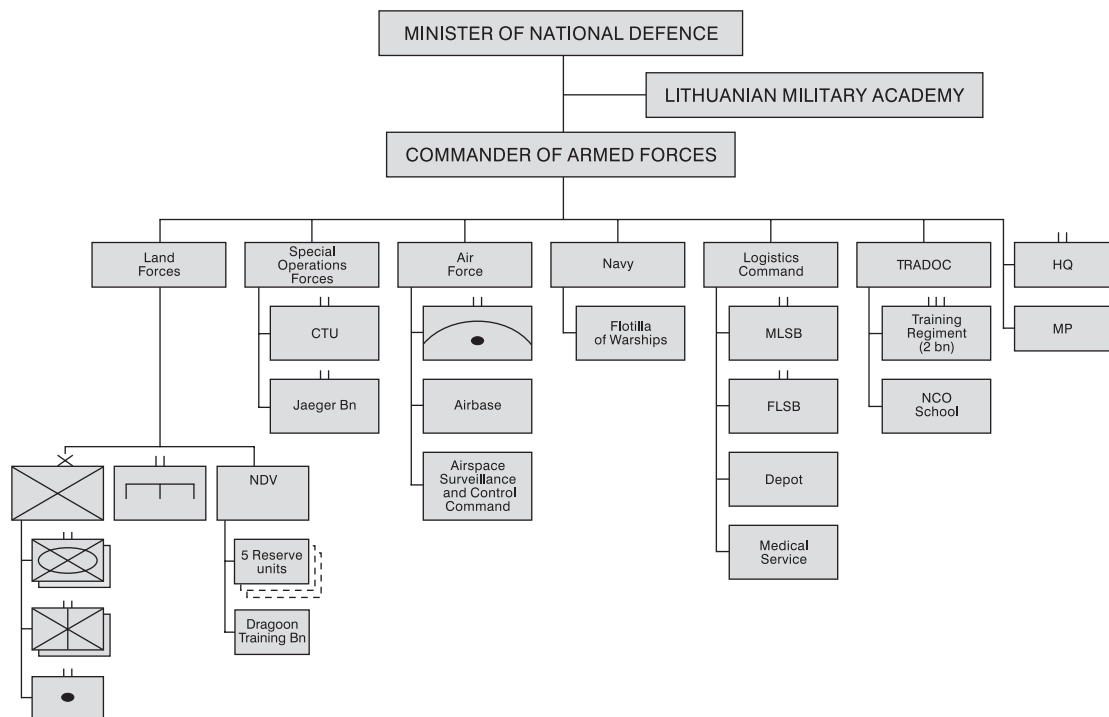 MINISTER OF NATIONAL DEFENCE
LITHUANIAN MILITARY ACADEMY
COMMANDER OF ARMED FORCES
Land
Forces
Special
Operations
Forces
Air
Force
Navy
Logistics
Command
TRADOC
HQ
CTU
Flotilla
of Warships
MLSB
Training
Regiment
(2 bn)
MP
Jaeger Bn
Airbase
FLSB
NCO
School
NDV
Airspace
Surveillance
and Control
Command
Depot
5 Reserve
units
Medical
Service
Dragoon
Training Bn